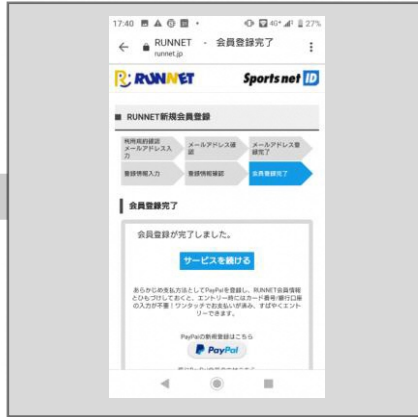 17:40 40+ 27%
RUNNET - 会員登録完了
runnet.jp
RUNNET Sports net ID
■ RUNNET新規会員登録
利用規約確認
メールアドレス入
力
メールアドレス確
認
メールアドレス登
録完了
登録情報入力
登録情報確認
会員登録完了
会員登録完了
会員登録が完了しました。
サービスを続ける
あらかじめ支払方法としてPayPalを登録し、RUNNET会員情報
とひもづけしておくと、エントリー時にはカード番号/銀行口座
の入力が不要！ワンタッチでお支払いが済み、すばやくエント
リーできます。
PayPalの新規登録はこちら
PayPal